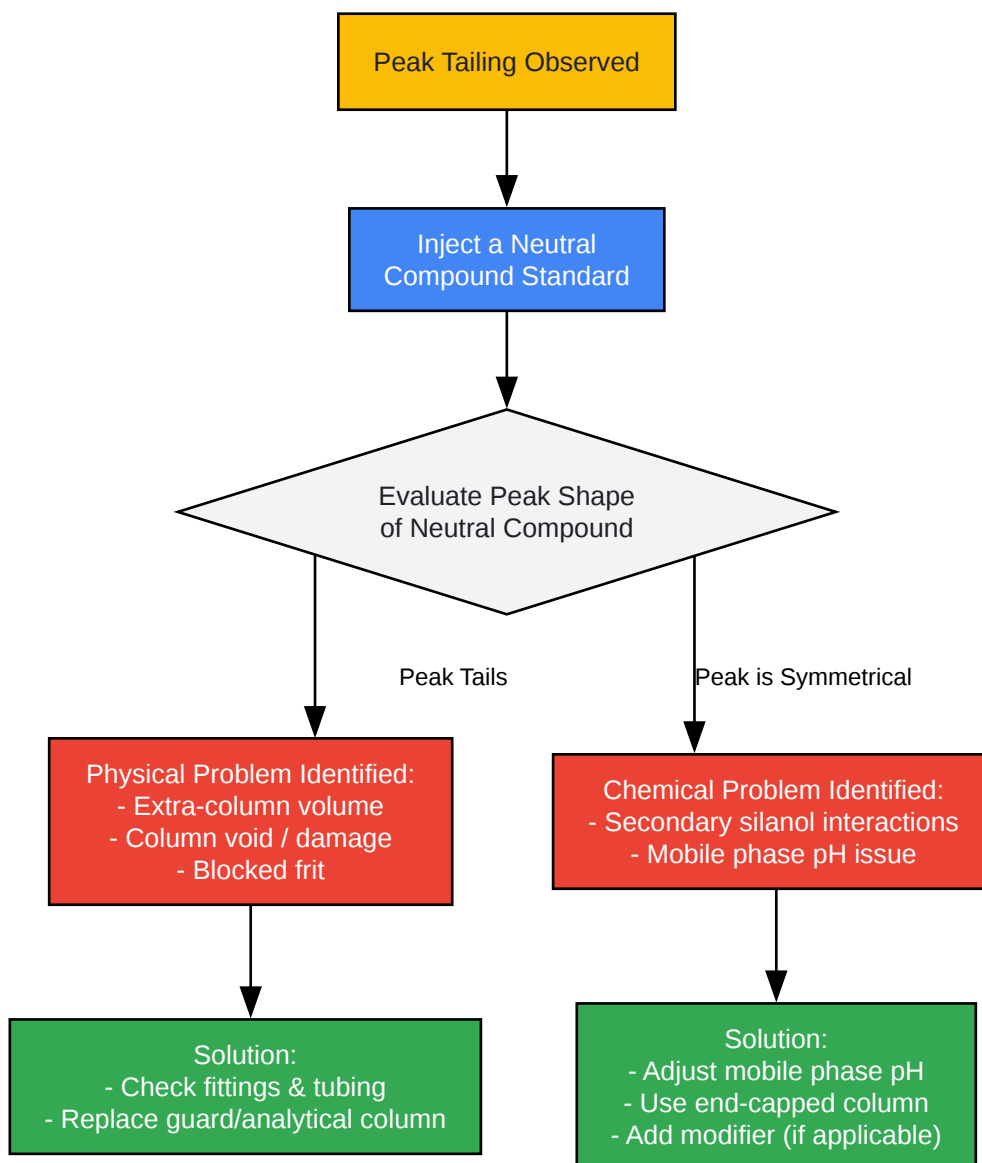 Peak Tailing Observed
Inject a Neutral
Compound Standard
Evaluate Peak Shape
of Neutral Compound
Peak Tails
Peak is Symmetrical
Physical Problem Identified:
- Extra-column volume
- Column void / damage
- Blocked frit
Chemical Problem Identified:
- Secondary silanol interactions
- Mobile phase pH issue
Solution:
- Check fittings & tubing
- Replace guard/analytical column
Solution:
- Adjust mobile phase pH
- Use end-capped column
- Add modifier (if applicable)